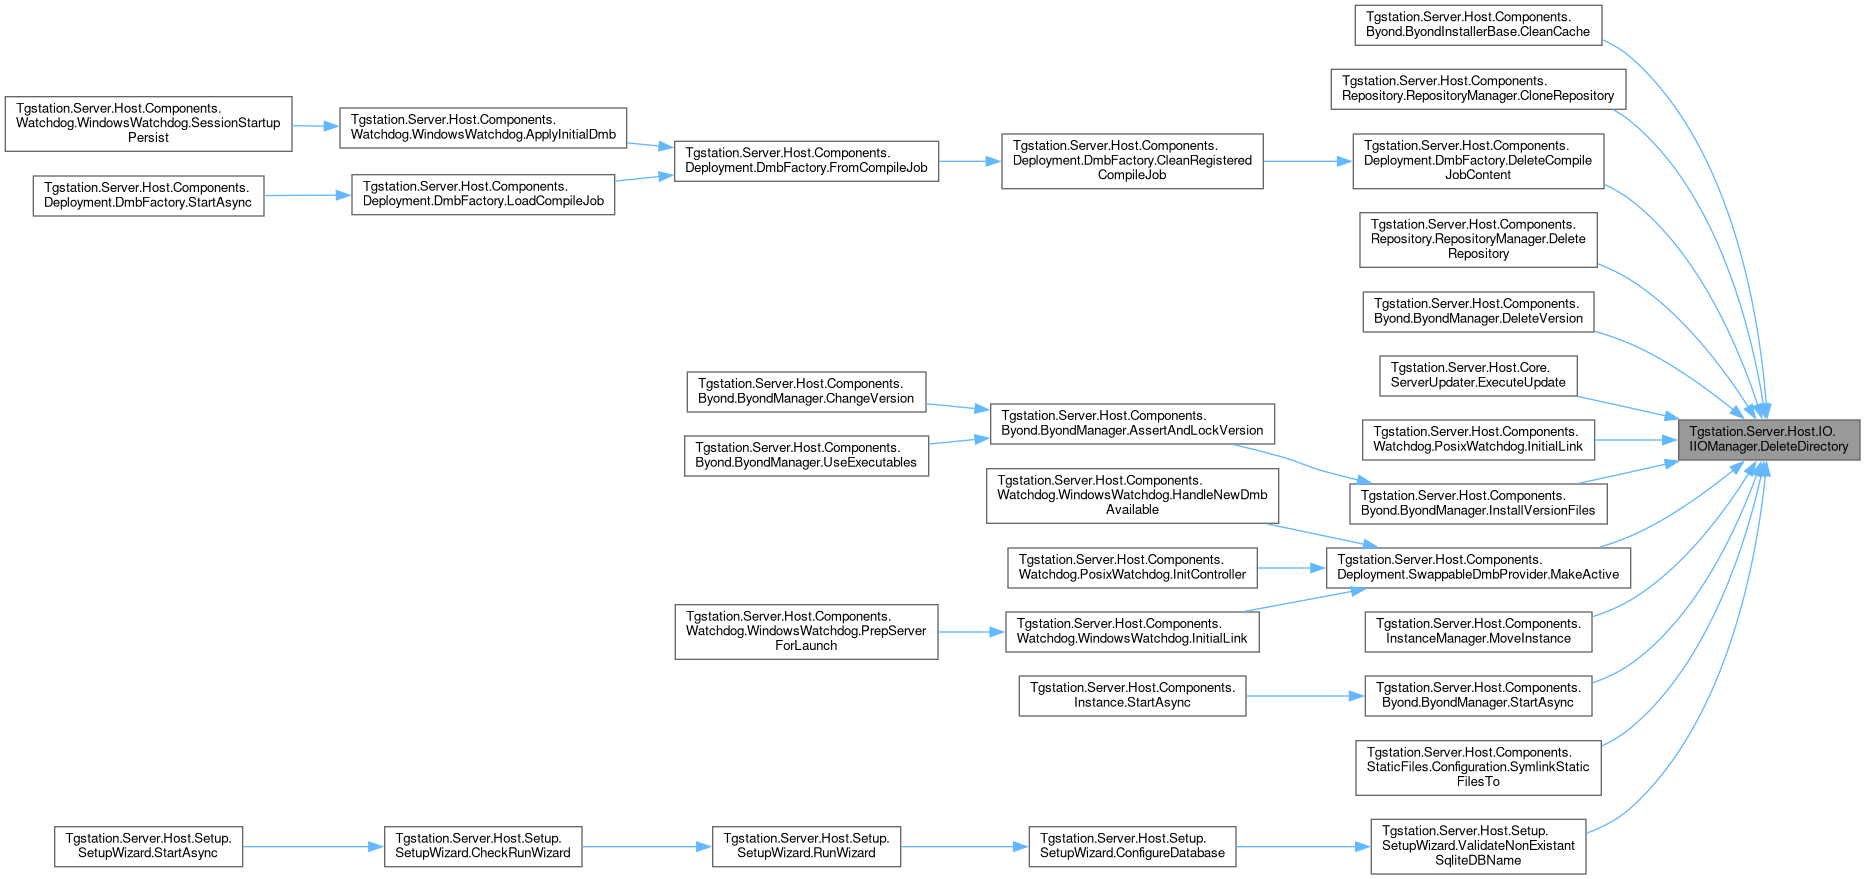 Tgstation.Server.Host.Components.
Byond.ByondInstallerBase.CleanCache
Tgstation.Server.Host.Components.
Repository.RepositoryManager.CloneRepository
Tgstation.Server.Host.Components.
Watchdog.WindowsWatchdog.SessionStartup
Persist
Tgstation.Server.Host.Components.
Watchdog.WindowsWatchdog.ApplyInitialDmb
Tgstation.Server.Host.Components.
Deployment.DmbFactory.FromCompileJob
Tgstation.Server.Host.Components.
Deployment.DmbFactory.CleanRegistered
CompileJob
Tgstation.Server.Host.Components.
Deployment.DmbFactory.DeleteCompile
JobContent
Tgstation.Server.Host.Components.
Deployment.DmbFactory.StartAsync
Tgstation.Server.Host.Components.
Deployment.DmbFactory.LoadCompileJob
Tgstation.Server.Host.Components.
Repository.RepositoryManager.Delete
Repository
Tgstation.Server.Host.Components.
Byond.ByondManager.DeleteVersion
Tgstation.Server.Host.Core.
ServerUpdater.ExecuteUpdate
Tgstation.Server.Host.Components.
Byond.ByondManager.ChangeVersion
Tgstation.Server.Host.Components.
Byond.ByondManager.AssertAndLockVersion
Tgstation.Server.Host.Components.
Watchdog.PosixWatchdog.InitialLink
Tgstation.Server.Host.IO.
IIOManager.DeleteDirectory
Tgstation.Server.Host.Components.
Byond.ByondManager.UseExecutables
Tgstation.Server.Host.Components.
Watchdog.WindowsWatchdog.HandleNewDmb
Available
Tgstation.Server.Host.Components.
Byond.ByondManager.InstallVersionFiles
Tgstation.Server.Host.Components.
Watchdog.PosixWatchdog.InitController
Tgstation.Server.Host.Components.
Deployment.SwappableDmbProvider.MakeActive
Tgstation.Server.Host.Components.
Watchdog.WindowsWatchdog.PrepServer
ForLaunch
Tgstation.Server.Host.Components.
Watchdog.WindowsWatchdog.InitialLink
Tgstation.Server.Host.Components.
InstanceManager.MoveInstance
Tgstation.Server.Host.Components.
Instance.StartAsync
Tgstation.Server.Host.Components.
Byond.ByondManager.StartAsync
Tgstation.Server.Host.Components.
StaticFiles.Configuration.SymlinkStatic
FilesTo
Tgstation.Server.Host.Setup.
SetupWizard.StartAsync
Tgstation.Server.Host.Setup.
SetupWizard.CheckRunWizard
Tgstation.Server.Host.Setup.
SetupWizard.RunWizard
Tgstation.Server.Host.Setup.
SetupWizard.ConfigureDatabase
Tgstation.Server.Host.Setup.
SetupWizard.ValidateNonExistant
SqliteDBName